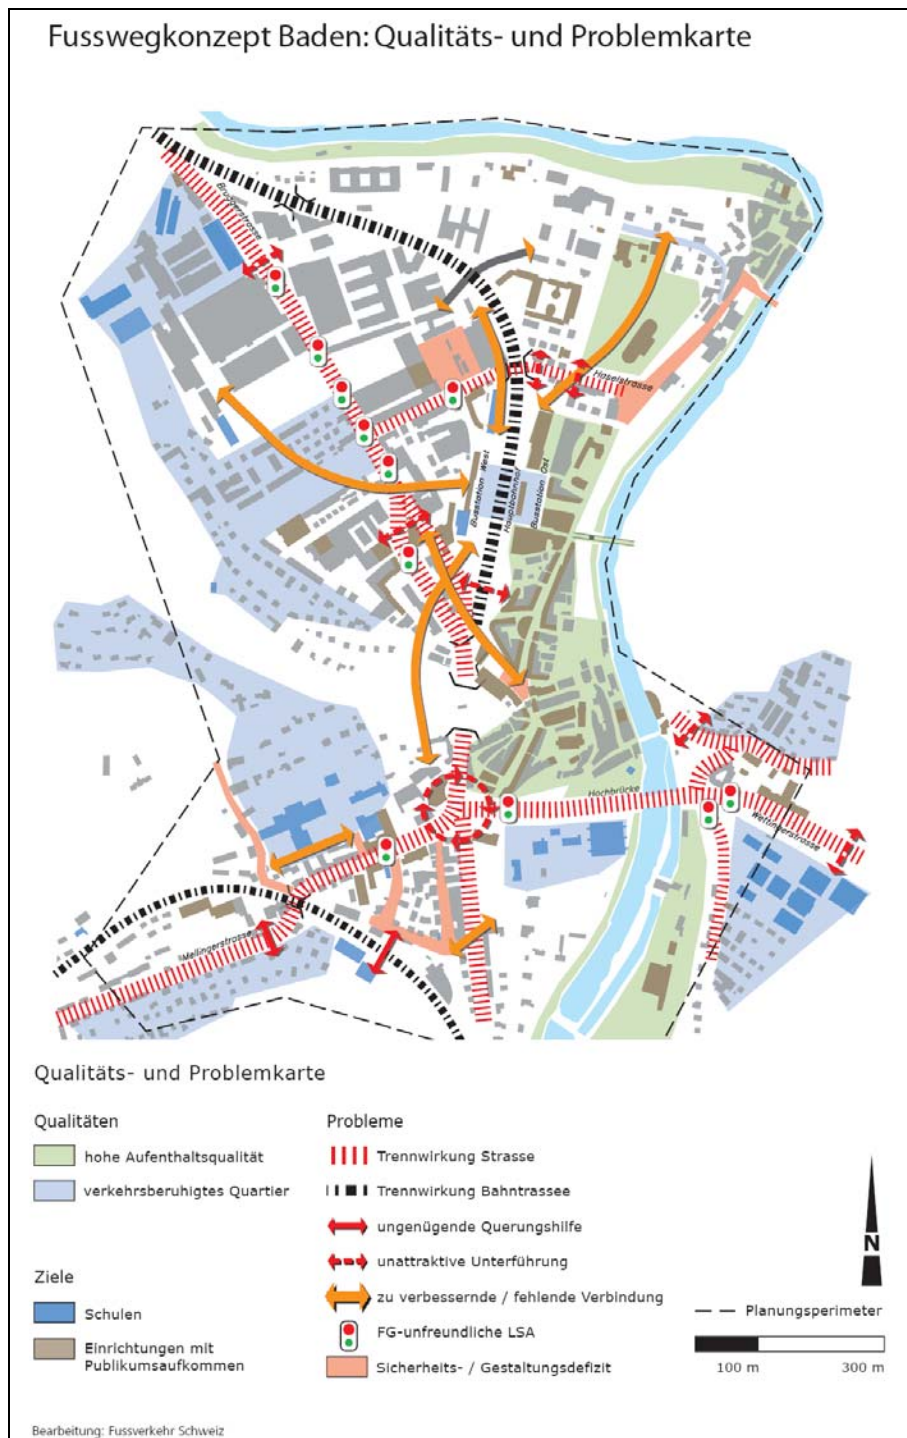 Fusswegkonzept Baden: Qualitäts- und Problemkarte
Bruggerstrasse
Haselstrasse
Busstation West
Hauptbahnhof
Busstation Ost
Hochbrücke
Wettingerstrasse
Mellingerstrasse
Qualitäts- und Problemkarte
Qualitäten
hohe Aufenthaltsqualität
verkehrsberuhigtes Quartier
Ziele
Schulen
Einrichtungen mit
Publikumsaufkommen
Probleme
Trennwirkung Strasse
Trennwirkung Bahntrassee
ungenügende Querungshilfe
unattraktive Unterführung
zu verbessernde / fehlende Verbindung
FG-unfreundliche LSA
Sicherheits- / Gestaltungsdefizit
N
Planungsperimeter
100 m 300 m
Bearbeitung: Fussverkehr Schweiz